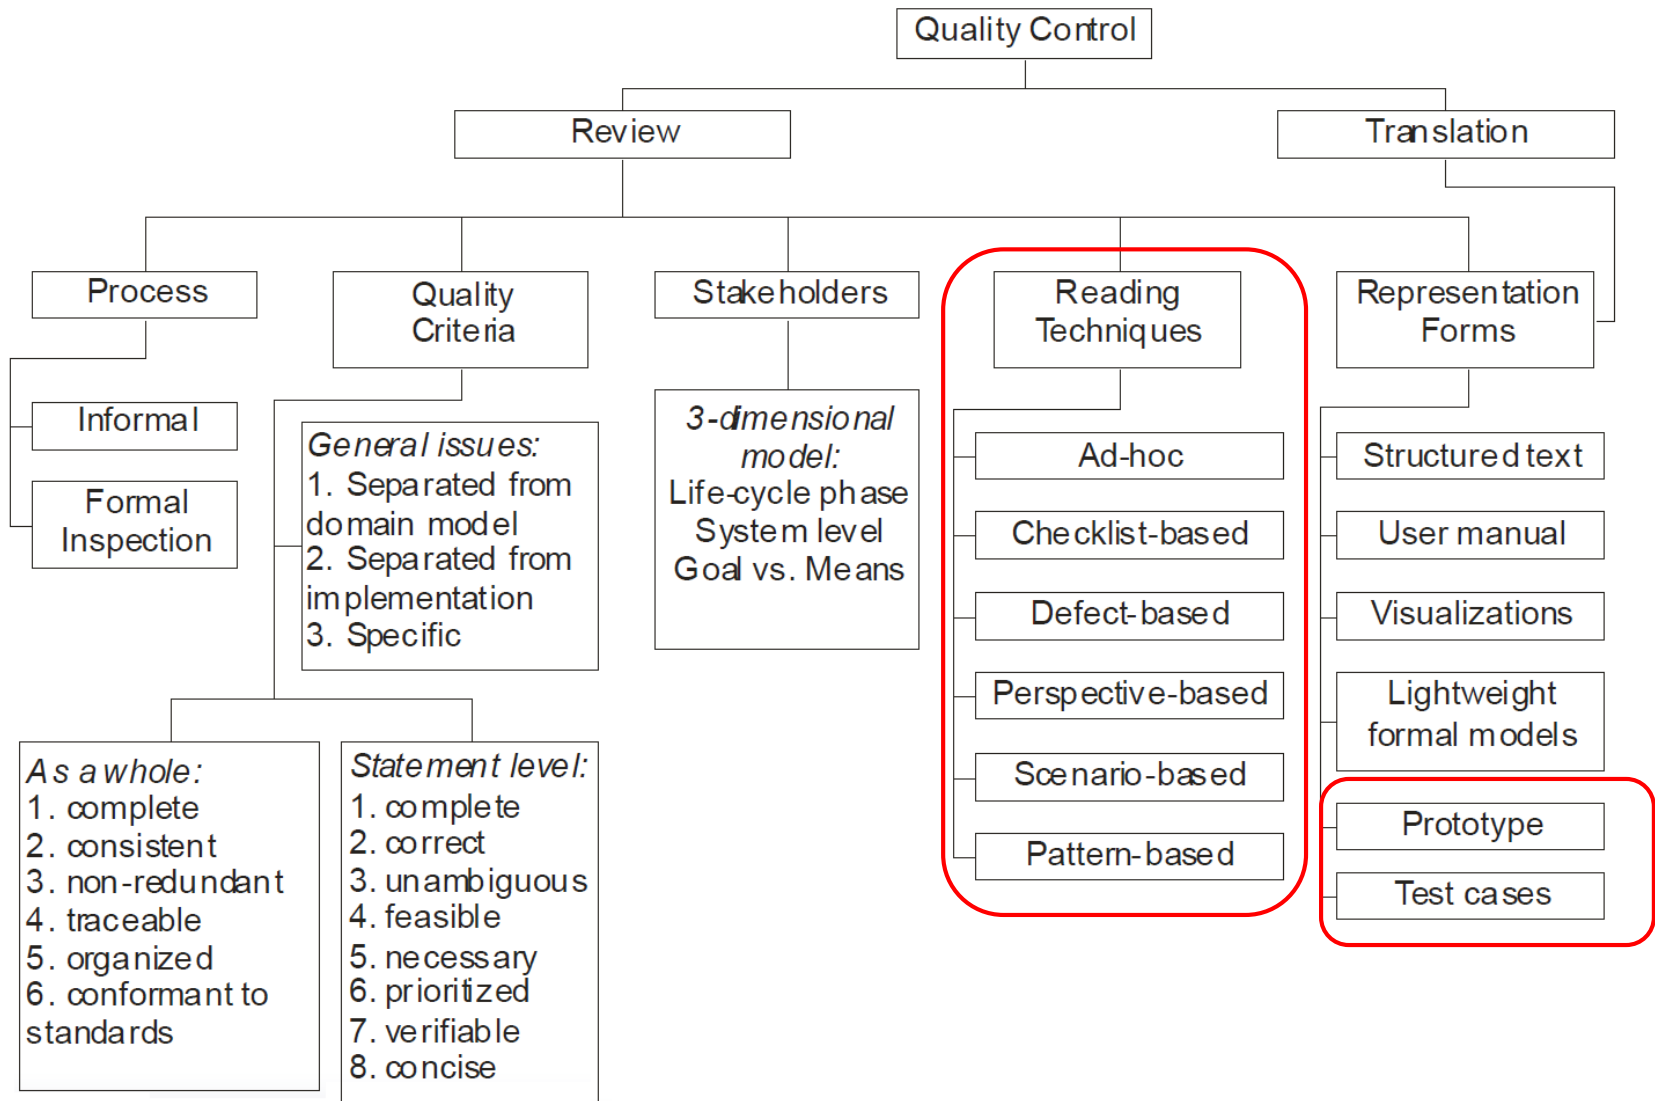 Quality Control
Review
Translation
Process
Quality
Criteria
Stakeholders
Reading
Techniques
Representation
Forms
Informal
Formal
Inspection
General issues:
1. Separated from
domain model
2. Separated from
implementation
3. Specific
As a whole:
1. complete
2. consistent
3. non-redundant
4. traceable
5. organized
6. conformant to
standards
Statement level:
1. complete
2. correct
3. unambiguous
4. feasible
5. necessary
6. prioritized
7. verifiable
8. concise
3-dimensional
model:
Life-cycle phase
System level
Goal vs. Means
Ad-hoc
Checklist-based
Defect-based
Perspective-based
Scenario-based
Pattern-based
Structured text
User manual
Visualizations
Lightweight
formal models
Prototype
Test cases